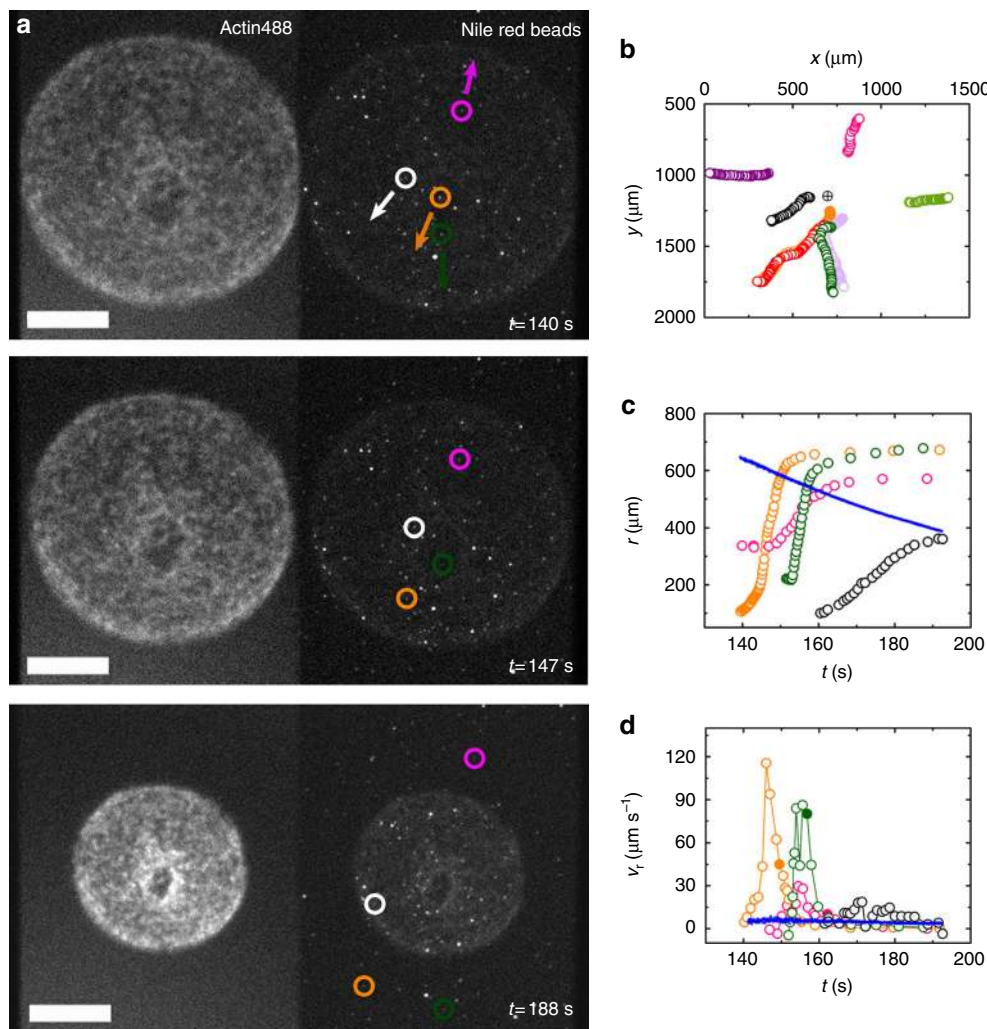 a
Actin488
Nile red beads
t=140 s
t=147 s
t=188 s
b
x (μm)
0 500 1000 1500
y (μm)
500
1000
1500
2000
c
r (μm)
800
600
400
200
140 160 180 200
t (s)
d
vr (μm s−1)
120
90
60
30
0
140 160 180 200
t (s)